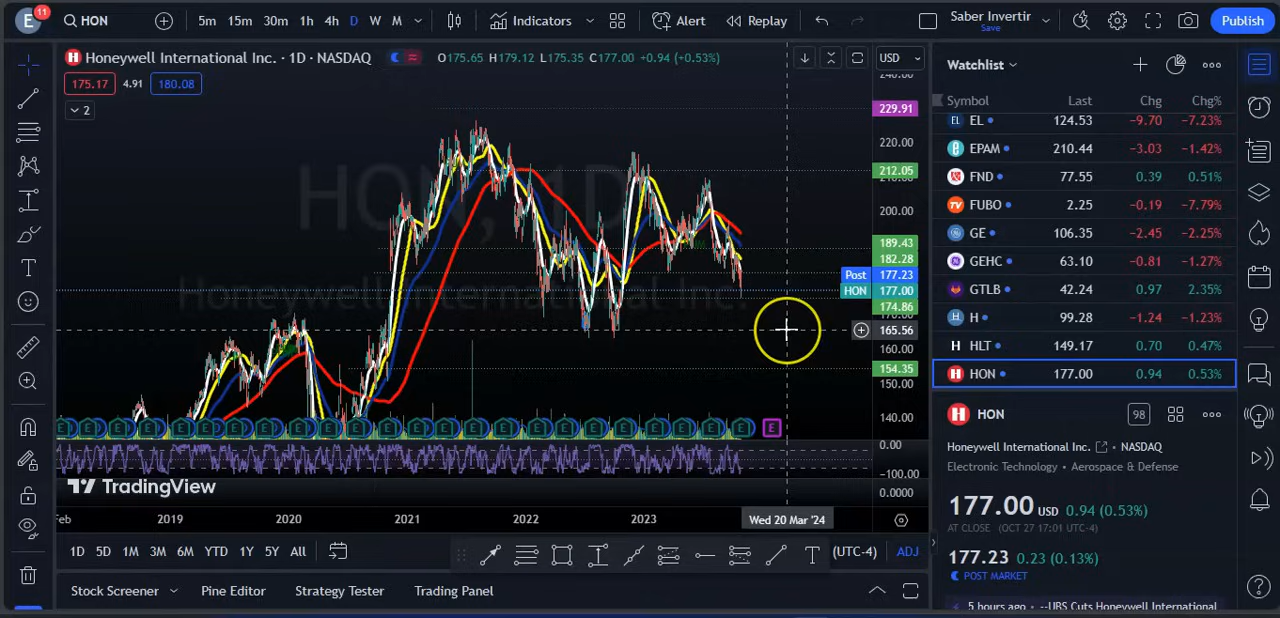 E 11 HON 5m 15m 30m 1h 4h D W M Indicators Alert Replay Saber Invertir Save Publish
H Honeywell International Inc. · 1D · NASDAQ O175.65 H179.12 L175.35 C177.00 +0.94 (+0.53%) USD
175.17 4.91 180.08
2
HON, 1D
Honeywell International Inc.
229.91
220.00
212.05
200.00
189.43
182.28
Post 177.23
HON 177.00
174.86
165.56
160.00
154.35
150.00
140.00
0.00
−100.00
0.0000
TradingView
Feb 2019 2020 2021 2022 2023 Wed 20 Mar '24
1D 5D 1M 3M 6M YTD 1Y 5Y All (UTC-4) ADJ
Stock Screener Pine Editor Strategy Tester Trading Panel
Watchlist
Symbol Last Chg Chg%
EL 124.53 −9.70 −7.23%
EPAM 210.44 −3.03 −1.42%
FND 77.55 0.39 0.51%
FUBO 2.25 −0.19 −7.79%
GE 106.35 −2.45 −2.25%
GEHC 63.10 −0.81 −1.27%
GTLB 42.24 0.97 2.35%
H 99.28 −1.24 −1.23%
HLT 149.17 0.70 0.47%
HON 177.00 0.94 0.53%
HON 98
Honeywell International Inc. • NASDAQ
Electronic Technology • Aerospace & Defense
177.00 USD 0.94 (0.53%)
AT CLOSE (OCT 27 17:01 UTC-4)
177.23 0.23 (0.13%)
POST MARKET
5 hours ago • --UBS Cuts Honeywell International